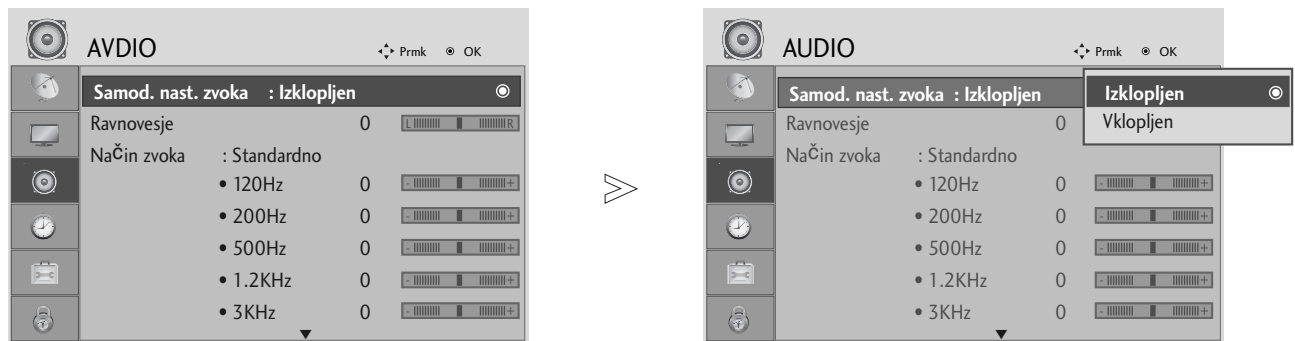 AVDIO Prmk OK
Samod. nast. zvoka : Izklopljen
Ravnovesje 0 L R
Način zvoka : Standardno
• 120Hz 0 - +
• 200Hz 0 - +
• 500Hz 0 - +
• 1.2KHz 0 - +
• 3KHz 0 - +
AUDIO Prmk OK
Samod. nast. zvoka : Izklopljen
Ravnovesje 0
Način zvoka : Standardno
• 120Hz 0 - +
• 200Hz 0 - +
• 500Hz 0 - +
• 1.2KHz 0 - +
• 3KHz 0 - +
Izklopljen
Vklopljen